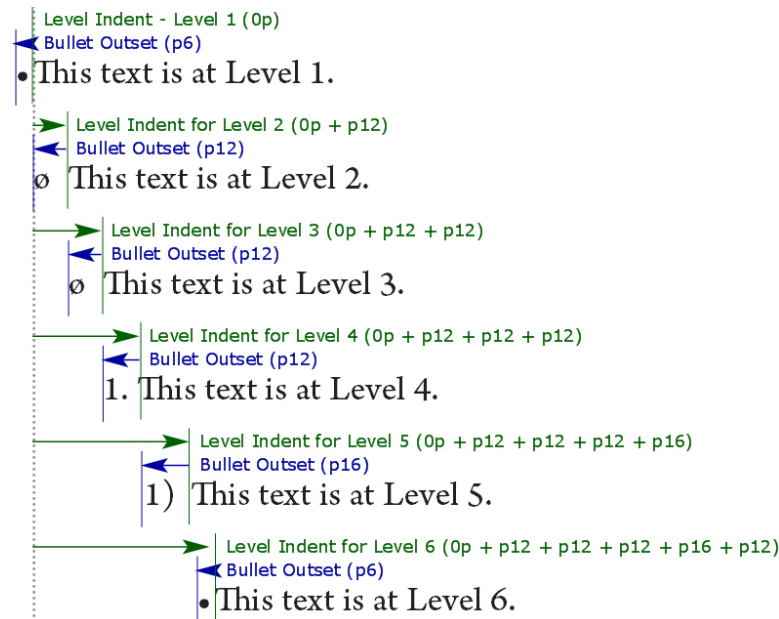 Level Indent - Level 1 (0p)
Bullet Outset (p6)
• This text is at Level 1.
Level Indent for Level 2 (0p + p12)
Bullet Outset (p12)
ø This text is at Level 2.
Level Indent for Level 3 (0p + p12 + p12)
Bullet Outset (p12)
ø This text is at Level 3.
Level Indent for Level 4 (0p + p12 + p12 + p12)
Bullet Outset (p12)
1. This text is at Level 4.
Level Indent for Level 5 (0p + p12 + p12 + p12 + p16)
Bullet Outset (p16)
1) This text is at Level 5.
Level Indent for Level 6 (0p + p12 + p12 + p12 + p16 + p12)
Bullet Outset (p6)
• This text is at Level 6.